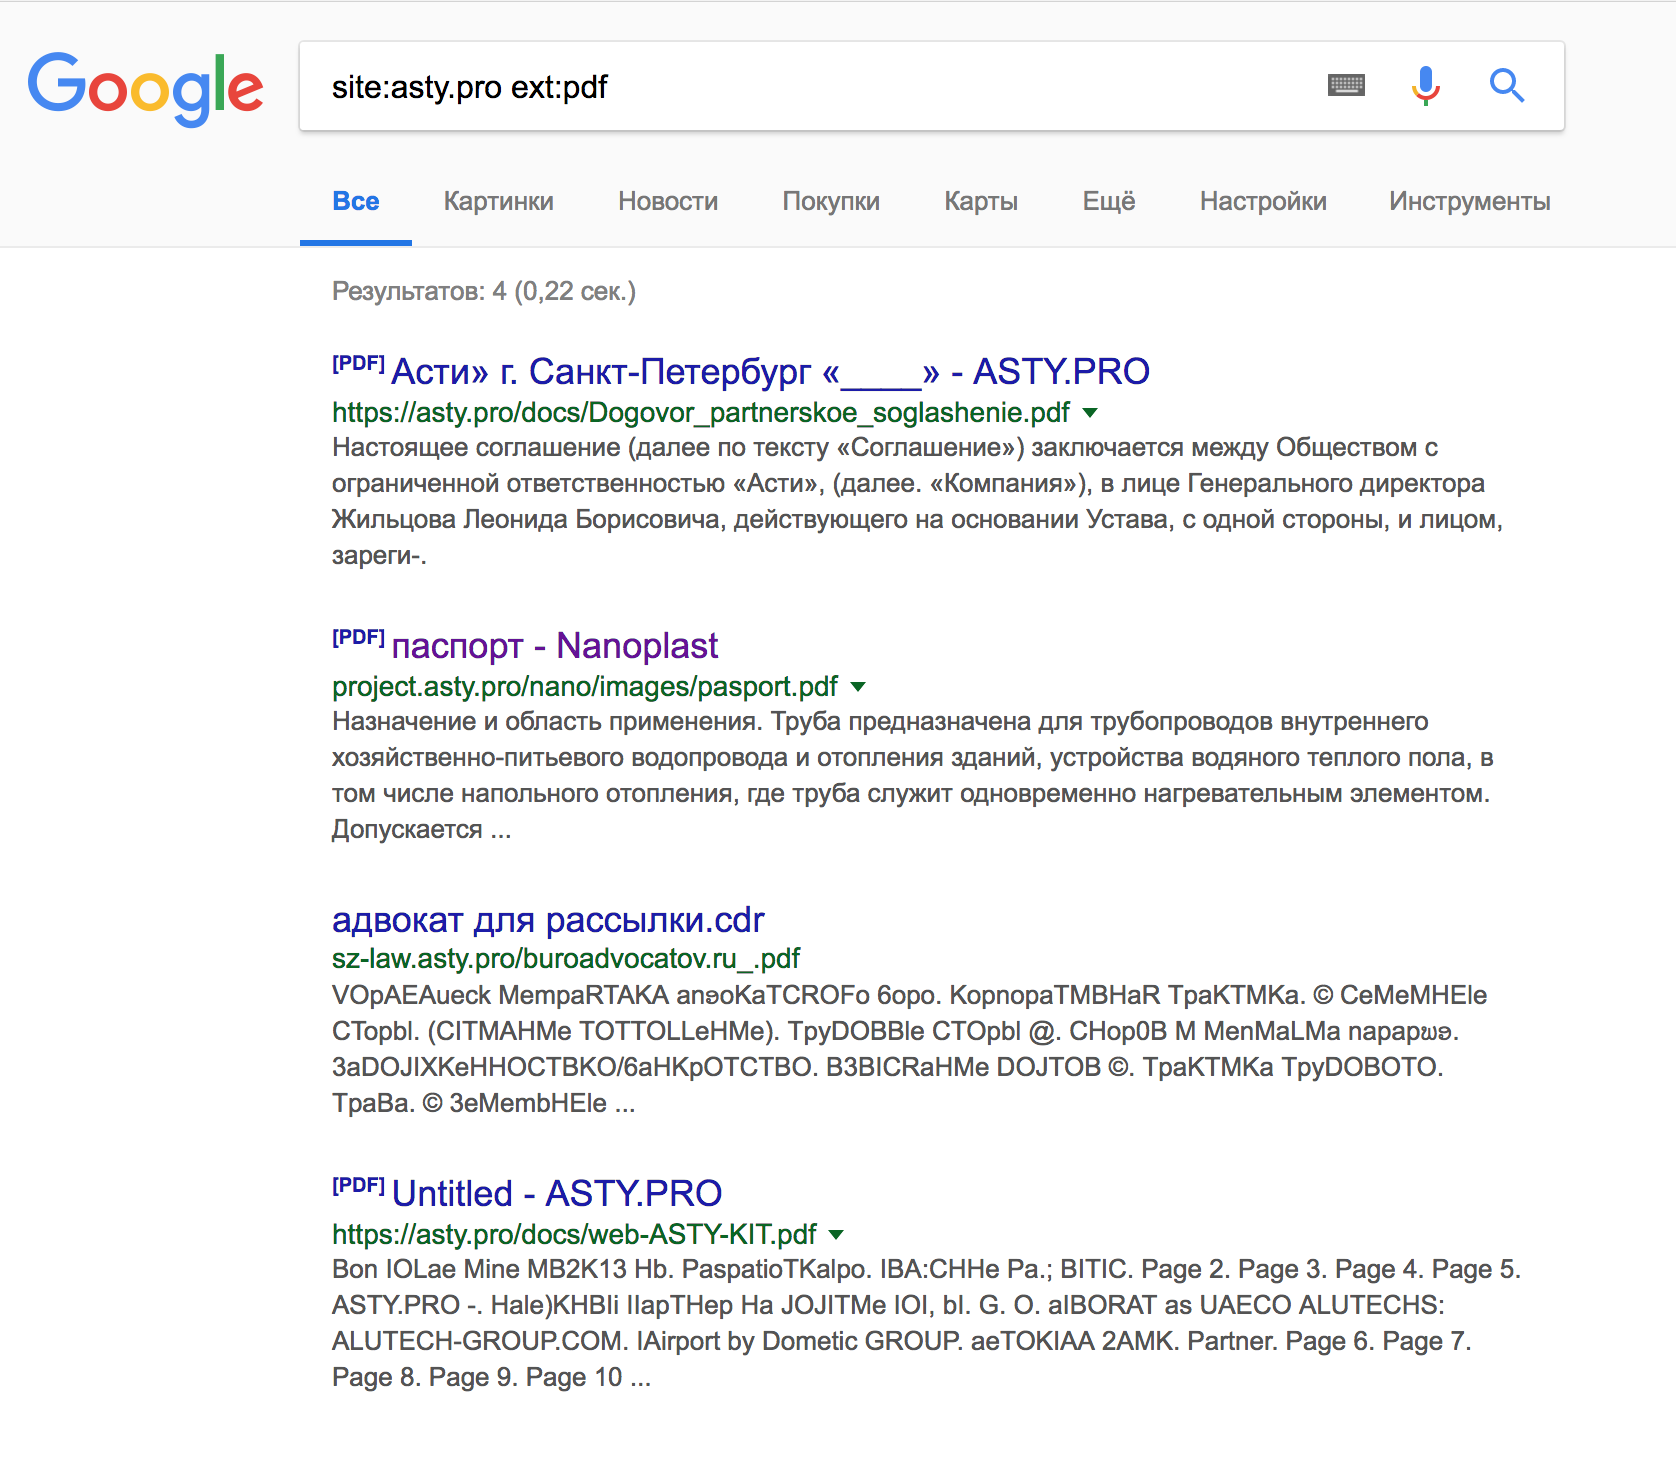 Google
site:asty.pro ext:pdf
Все Картинки Новости Покупки Карты Ещё Настройки Инструменты
Результатов: 4 (0,22 сек.)
[PDF] Асти» г. Санкт-Петербург «____» - ASTY.PRO
https://asty.pro/docs/Dogovor_partnerskoe_soglashenie.pdf
Настоящее соглашение (далее по тексту «Соглашение») заключается между Обществом с
ограниченной ответственностью «Асти», (далее. «Компания»), в лице Генерального директора
Жильцова Леонида Борисовича, действующего на основании Устава, с одной стороны, и лицом,
зареги-.
[PDF] паспорт - Nanoplast
project.asty.pro/nano/images/pasport.pdf
Назначение и область применения. Труба предназначена для трубопроводов внутреннего
хозяйственно-питьевого водопровода и отопления зданий, устройства водяного теплого пола, в
том числе напольного отопления, где труба служит одновременно нагревательным элементом.
Допускается ...
адвокат для рассылки.cdr
sz-law.asty.pro/buroadvocatov.ru_.pdf
VOpAEAueck MempaRTAKA anɘoKaTCROFo 6opo. KopnopaTMBHaR TpaKTMKa. © CeMeMHEle
CTopbl. (CITMAHMe TOTTOLLeHMe). TpyDOBBle CTOpbl @. CHop0B M MenMaLMa napapɯɘ.
3aDOJIXKeHHOCTBKO/6aHKpOTCTBO. B3BICRaHMe DOJTOB ©. TpaKTMKa TpyDOBOTO.
TpaBa. © 3eMembHEle ...
[PDF] Untitled - ASTY.PRO
https://asty.pro/docs/web-ASTY-KIT.pdf
Bon IOLae Mine MB2K13 Hb. PaspatioTKalpo. IBA:CHHe Pa.; BITIC. Page 2. Page 3. Page 4. Page 5.
ASTY.PRO -. Hale)KHBli IIapTHep Ha JOJITMe IOI, bI. G. O. alBORAT as UAECO ALUTECHS:
ALUTECH-GROUP.COM. IAirport by Dometic GROUP. aeTOKIAA 2AMK. Partner. Page 6. Page 7.
Page 8. Page 9. Page 10 ...